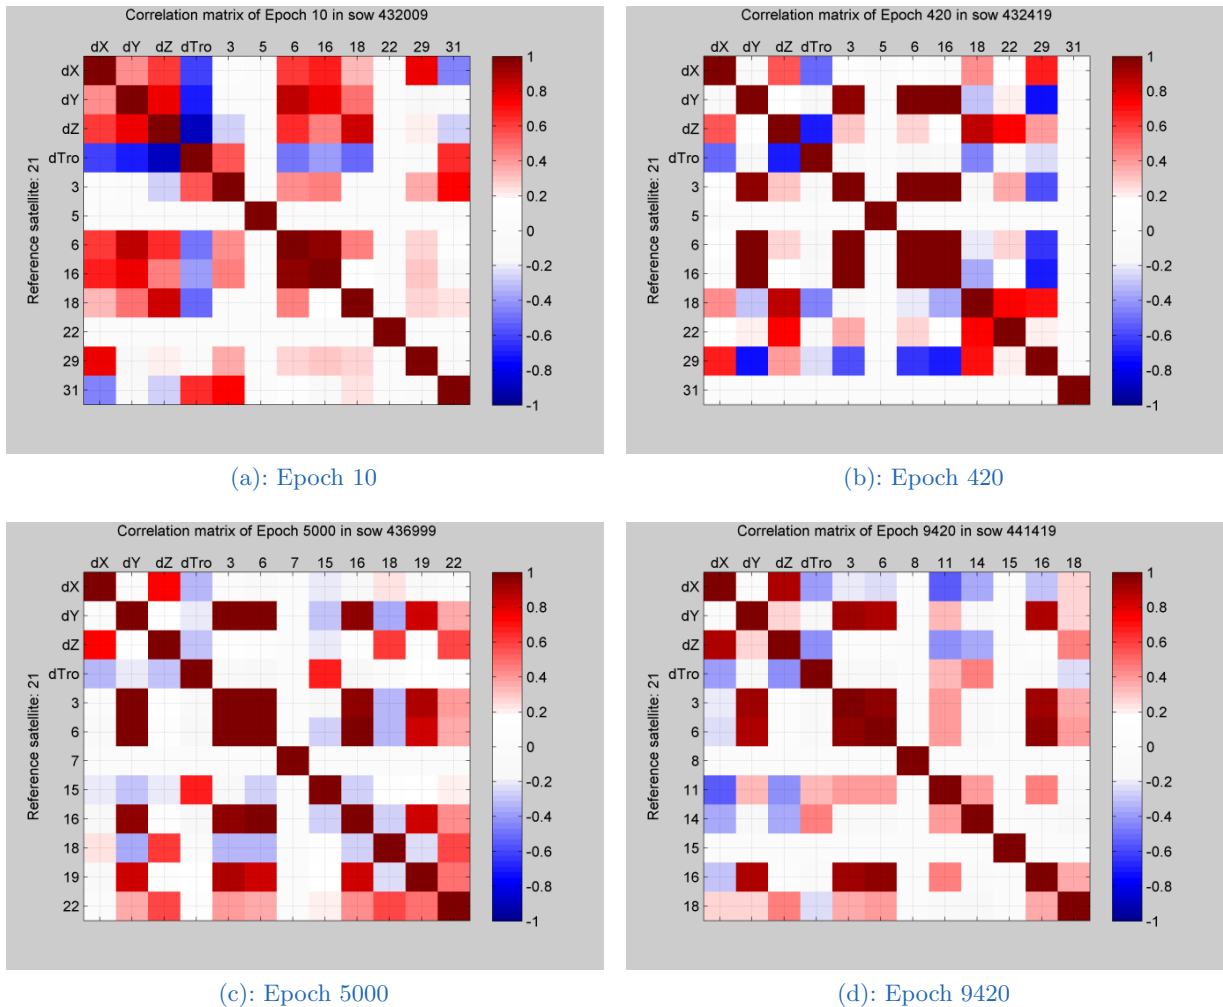 Correlation matrix of Epoch 10 in sow 432009
dX dY dZ dTro 3 5 6 16 18 22 29 31
Reference satellite: 21
dX
dY
dZ
dTro
3
5
6
16
18
22
29
31
1
0.8
0.6
0.4
0.2
0
-0.2
-0.4
-0.6
-0.8
-1
(a): Epoch 10
Correlation matrix of Epoch 420 in sow 432419
dX dY dZ dTro 3 5 6 16 18 22 29 31
Reference satellite: 21
dX
dY
dZ
dTro
3
5
6
16
18
22
29
31
1
0.8
0.6
0.4
0.2
0
-0.2
-0.4
-0.6
-0.8
-1
(b): Epoch 420
Correlation matrix of Epoch 5000 in sow 436999
dX dY dZ dTro 3 6 7 15 16 18 19 22
Reference satellite: 21
dX
dY
dZ
dTro
3
6
7
15
16
18
19
22
1
0.8
0.6
0.4
0.2
0
-0.2
-0.4
-0.6
-0.8
-1
(c): Epoch 5000
Correlation matrix of Epoch 9420 in sow 441419
dX dY dZ dTro 3 6 8 11 14 15 16 18
Reference satellite: 21
dX
dY
dZ
dTro
3
6
8
11
14
15
16
18
1
0.8
0.6
0.4
0.2
0
-0.2
-0.4
-0.6
-0.8
-1
(d): Epoch 9420